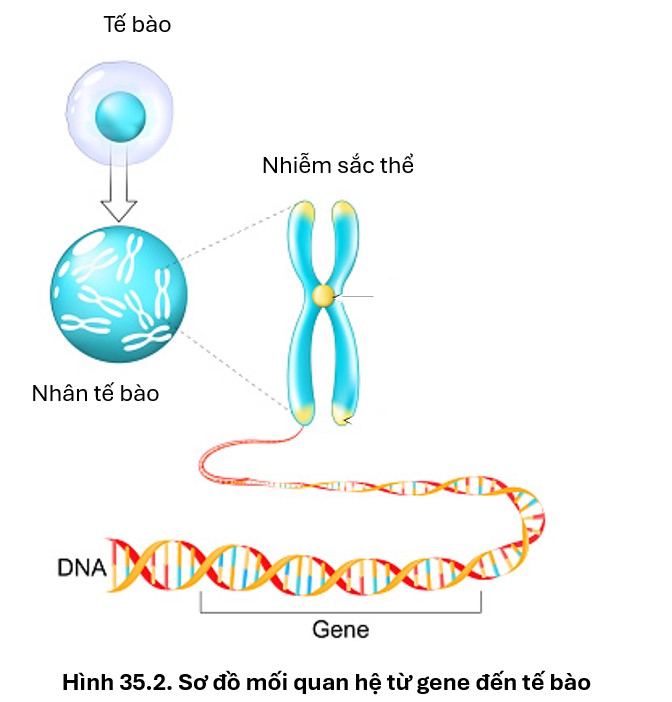 Tế bào
Nhiễm sắc thể
Nhân tế bào
DNA
Gene
Hình 35.2. Sơ đồ mối quan hệ từ gene đến tế bào